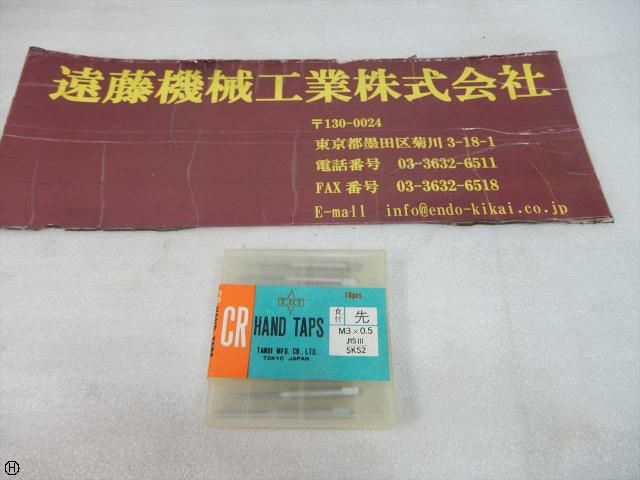 遠藤機械工業株式会社
〒130-0024
東京都墨田区菊川 3-18-1
電話番号 03-3632-6511
FAX 番号 03-3632-6518
E-mail info@endo-kikai.co.jp
10pcs.
TDT
CR HAND TAPS
TANOI MFG. CO., LTD.
TOKYO JAPAN
食付 先
M3×0.5
JIS III
SKS2
H